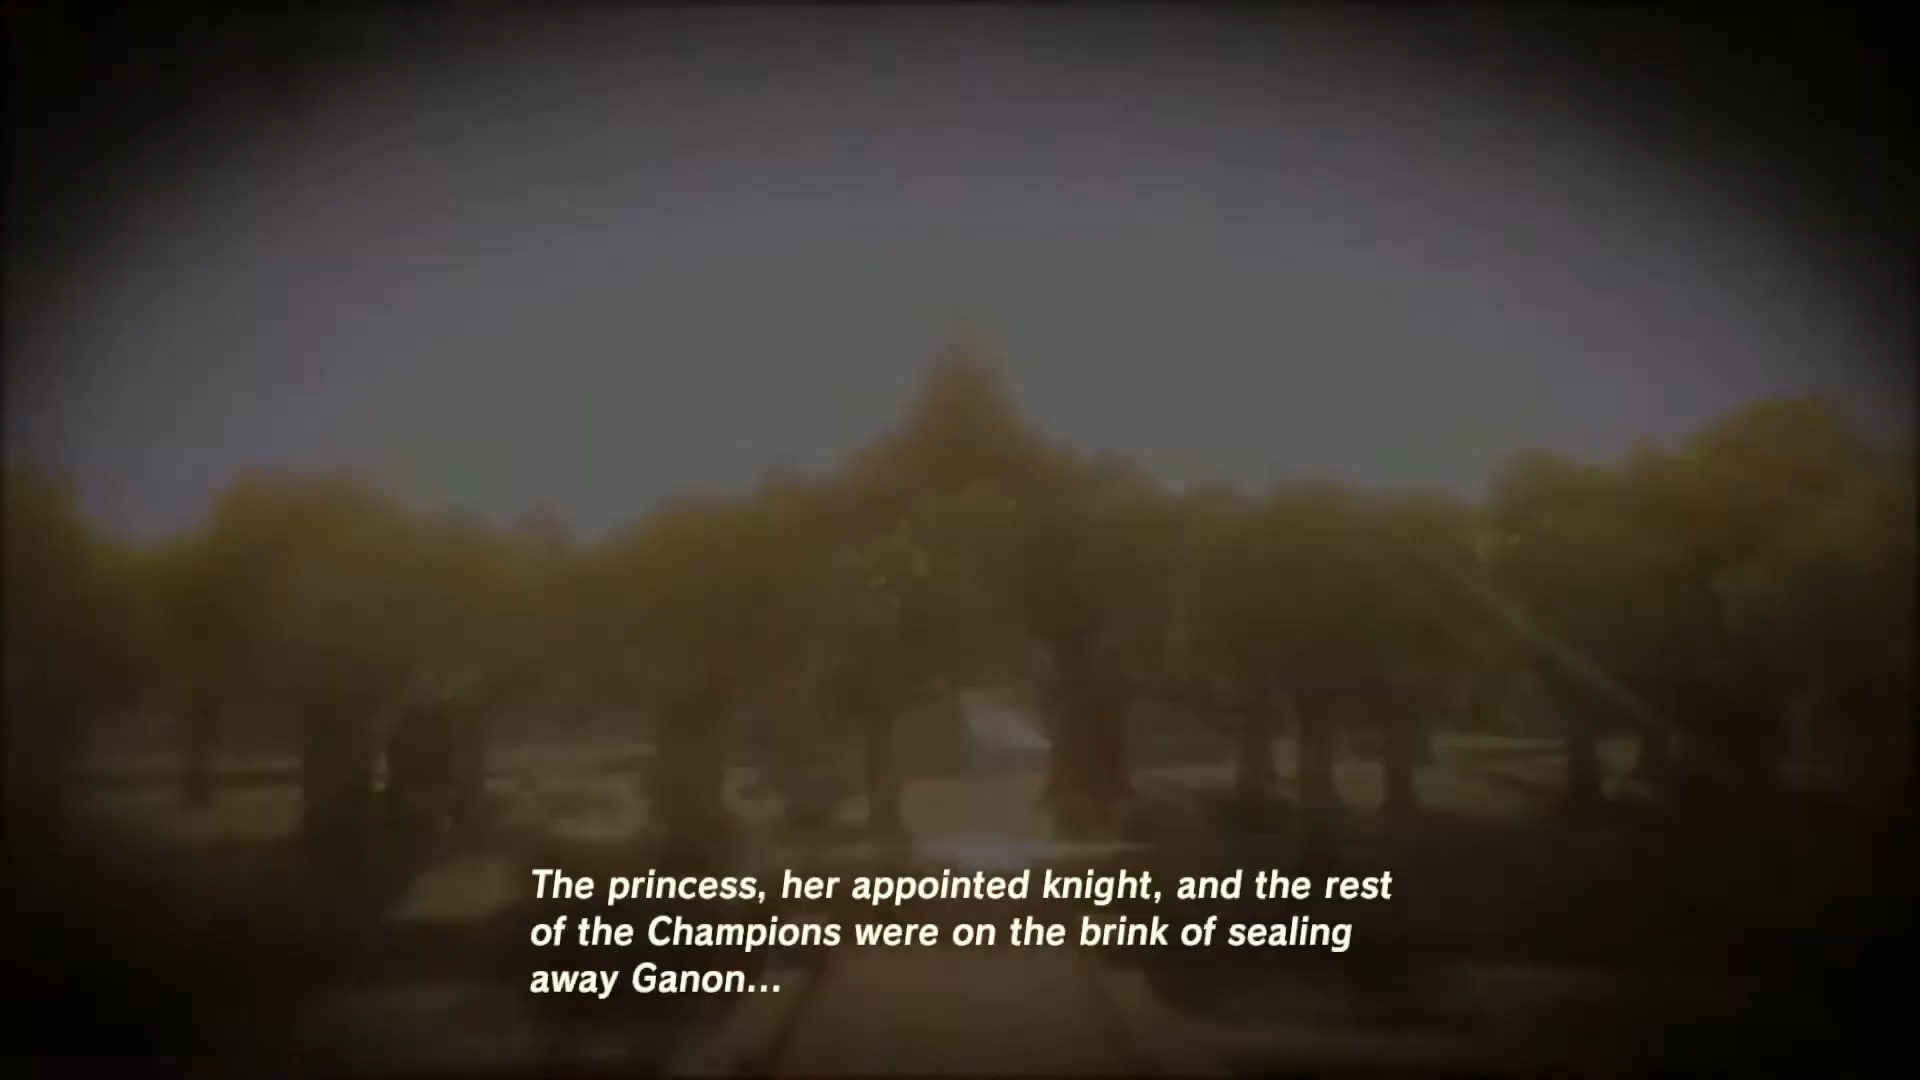 The princess, her appointed knight, and the rest
of the Champions were on the brink of sealing
away Ganon...